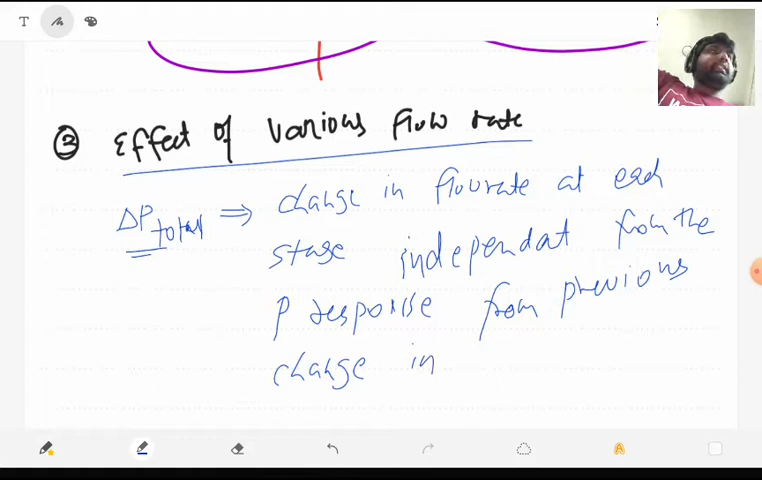 ③ Effect of various flow rate
ΔP total ⇒ change in flowrate at each
stage independat from the
P response from previous
change in